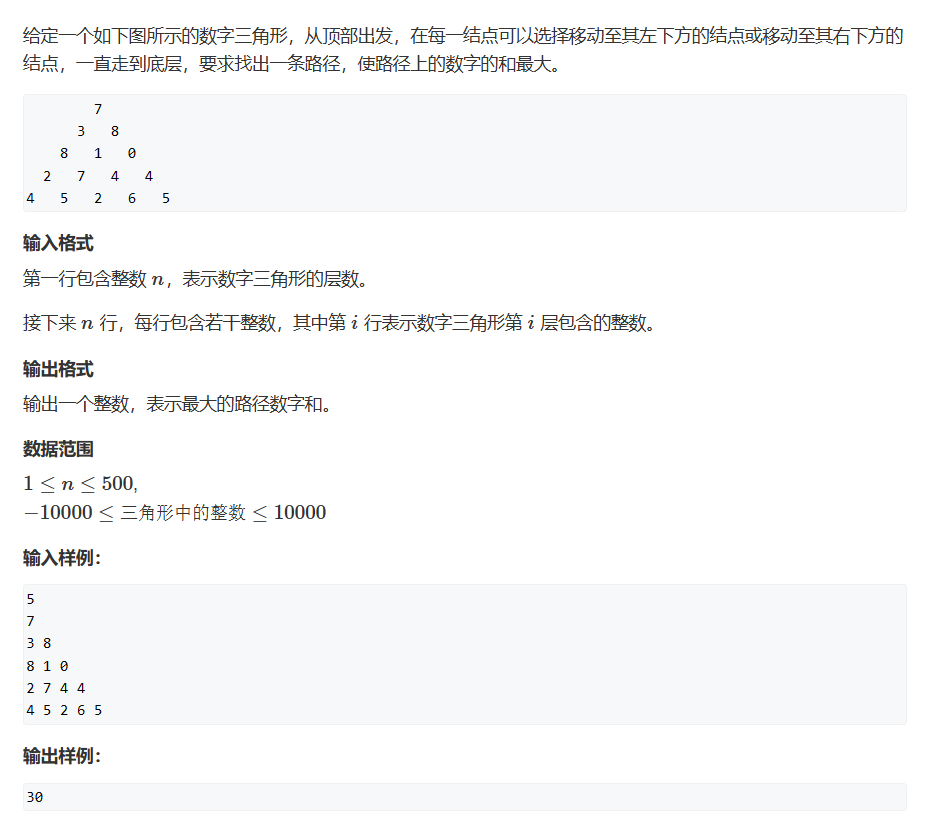 给定一个如下图所示的数字三角形，从顶部出发，在每一结点可以选择移动至其左下方的结点或移动至其右下方的
结点，一直走到底层，要求找出一条路径，使路径上的数字的和最大。
7
3 8
8 1 0
2 7 4 4
4 5 2 6 5
输入格式
第一行包含整数 n，表示数字三角形的层数。
接下来 n 行，每行包含若干整数，其中第 i 行表示数字三角形第 i 层包含的整数。
输出格式
输出一个整数，表示最大的路径数字和。
数据范围
1 ≤ n ≤ 500,
−10000 ≤ 三角形中的整数 ≤ 10000
输入样例：
5
7
3 8
8 1 0
2 7 4 4
4 5 2 6 5
输出样例：
30